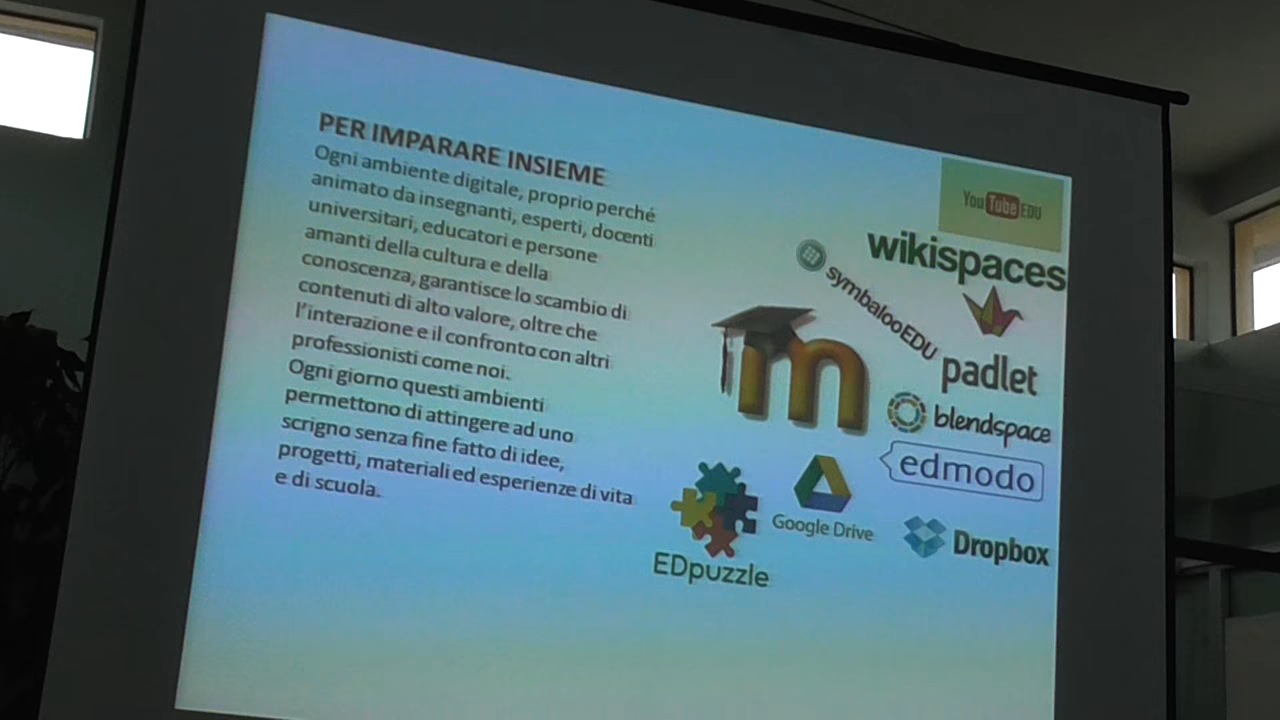 PER IMPARARE INSIEME
Ogni ambiente digitale, proprio perché
animato da insegnanti, esperti, docenti
universitari, educatori e persone
amanti della cultura e della
conoscenza, garantisce lo scambio di
contenuti di alto valore, oltre che
l'interazione e il confronto con altri
professionisti come noi.
Ogni giorno questi ambienti
permettono di attingere ad uno
scrigno senza fine fatto di idee,
progetti, materiali ed esperienze di vita
e di scuola.
YouTube EDU
wikispaces
symbalooEDU
padlet
m
blendspace
edmodo
Google Drive
Dropbox
EDpuzzle